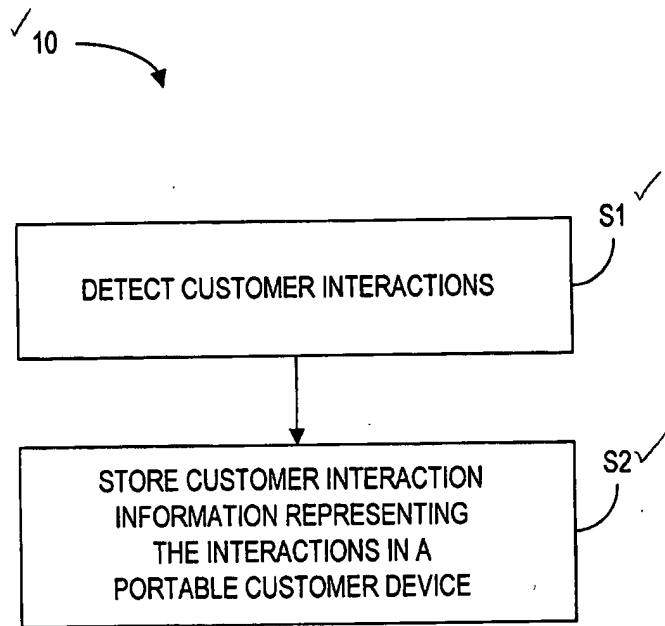 10
S1
DETECT CUSTOMER INTERACTIONS
S2
STORE CUSTOMER INTERACTION
INFORMATION REPRESENTING
THE INTERACTIONS IN A
PORTABLE CUSTOMER DEVICE